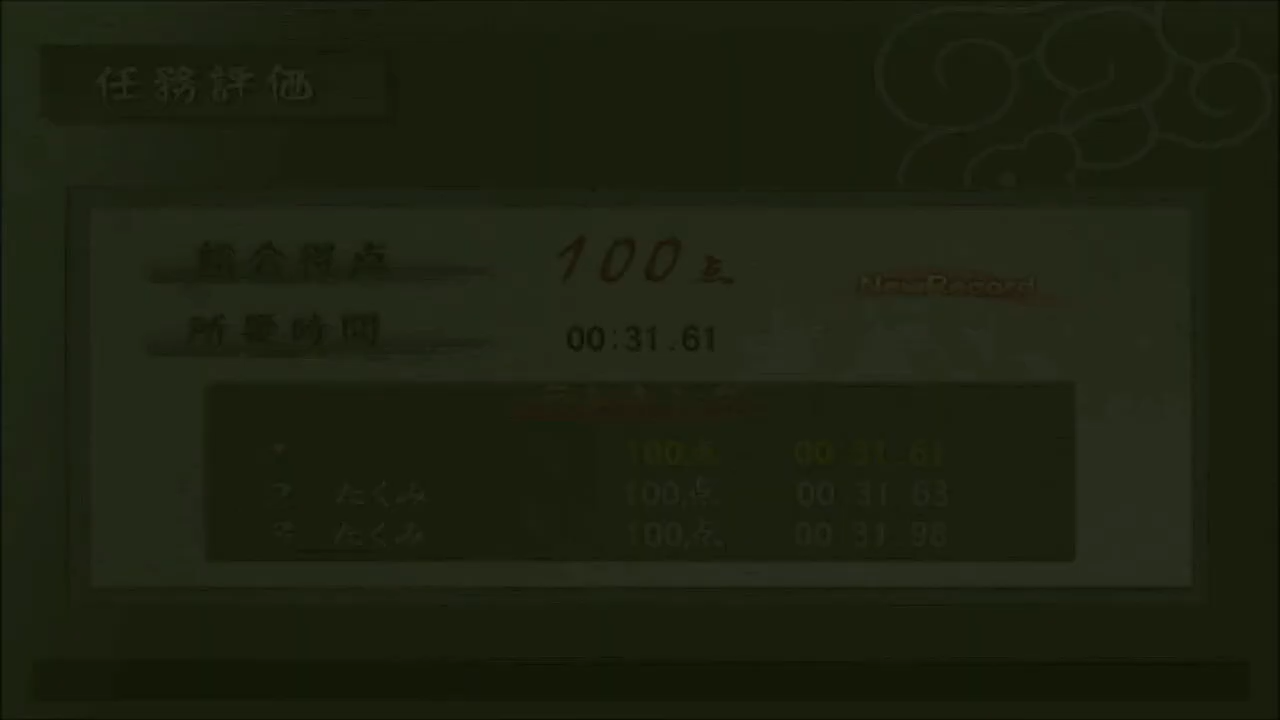 任務評価
総合得点 100点 NewRecord
所要時間 00:31.61
100点 00:31.61
2 たくみ 100点 00:31.63
3 たくみ 100点 00:31.98